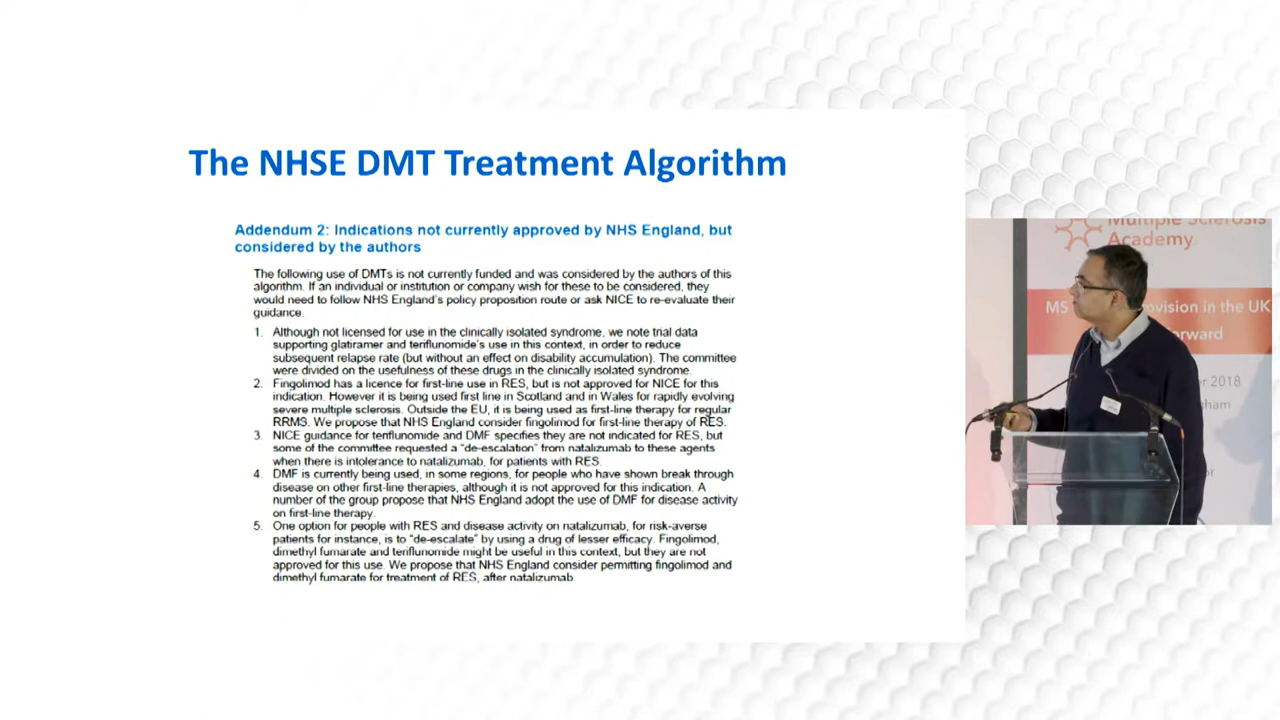 The NHSE DMT Treatment Algorithm
Addendum 2: Indications not currently approved by NHS England, but
considered by the authors
The following use of DMTs is not currently funded and was considered by the authors of this
algorithm. If an individual or institution or company wish for these to be considered, they
would need to follow NHS England's policy proposition route or ask NICE to re-evaluate their
guidance.
1. Although not licensed for use in the clinically isolated syndrome, we note trial data
supporting glatiramer and teriflunomide's use in this context, in order to reduce
subsequent relapse rate (but without an effect on disability accumulation). The committee
were divided on the usefulness of these drugs in the clinically isolated syndrome.
2. Fingolimod has a licence for first-line use in RES, but is not approved for NICE for this
indication. However it is being used first line in Scotland and in Wales for rapidly evolving
severe multiple sclerosis. Outside the EU, it is being used as first-line therapy for regular
RRMS. We propose that NHS England consider fingolimod for first-line therapy of RES.
3. NICE guidance for teriflunomide and DMF specifies they are not indicated for RES, but
some of the committee requested a "de-escalation" from natalizumab to these agents
when there is intolerance to natalizumab, for patients with RES.
4. DMF is currently being used, in some regions, for people who have shown break through
disease on other first-line therapies, although it is not approved for this indication. A
number of the group propose that NHS England adopt the use of DMF for disease activity
on first-line therapy.
5. One option for people with RES and disease activity on natalizumab, for risk-averse
patients for instance, is to "de-escalate" by using a drug of lesser efficacy. Fingolimod,
dimethyl fumarate and teriflunomide might be useful in this context, but they are not
approved for this use. We propose that NHS England consider permitting fingolimod and
dimethyl fumarate for treatment of RES, after natalizumab
Multiple Sclerosis
Academy
MS in the UK
2018